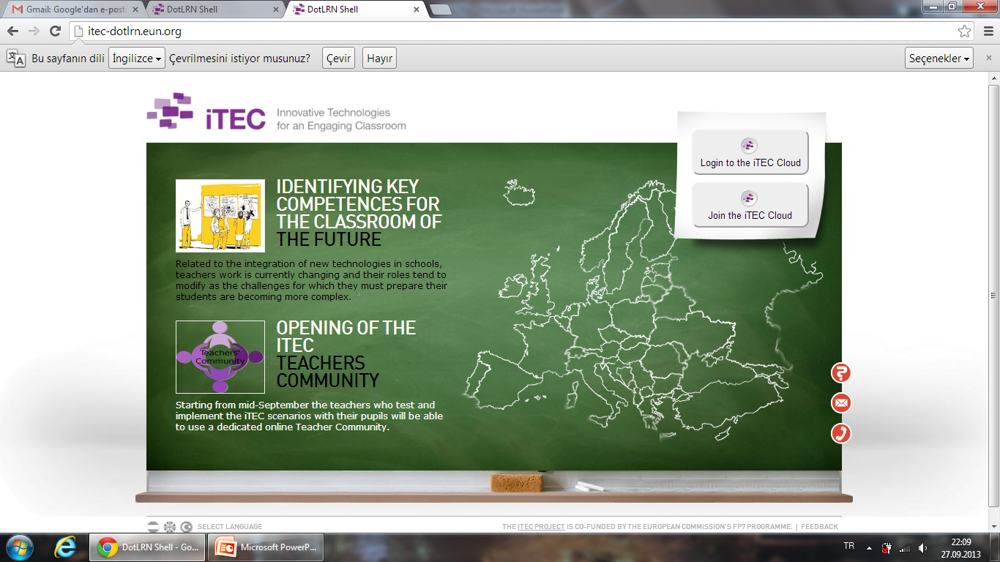 Gmail: Google'dan e-post
DotLRN Shell
DotLRN Shell
itec-dotlrn.eun.org
Bu sayfanın dili İngilizce Çevrilmesini istiyor musunuz? Çevir Hayır Seçenekler
iTEC Innovative Technologies
for an Engaging Classroom
Login to the iTEC Cloud
Join the iTEC Cloud
IDENTIFYING KEY
COMPETENCES FOR
THE CLASSROOM OF
THE FUTURE
Related to the integration of new technologies in schools,
teachers work is currently changing and their roles tend to
modify as the challenges for which they must prepare their
students are becoming more complex.
Teachers'
Community
OPENING OF THE
ITEC
TEACHERS
COMMUNITY
Starting from mid-September the teachers who test and
implement the iTEC scenarios with their pupils will be able
to use a dedicated online Teacher Community.
SELECT LANGUAGE
THE ITEC PROJECT IS CO-FUNDED BY THE EUROPEAN COMMISSION'S FP7 PROGRAMME. | FEEDBACK
DotLRN Shell - Go...
Microsoft PowerP...
TR
22:09
27.09.2013